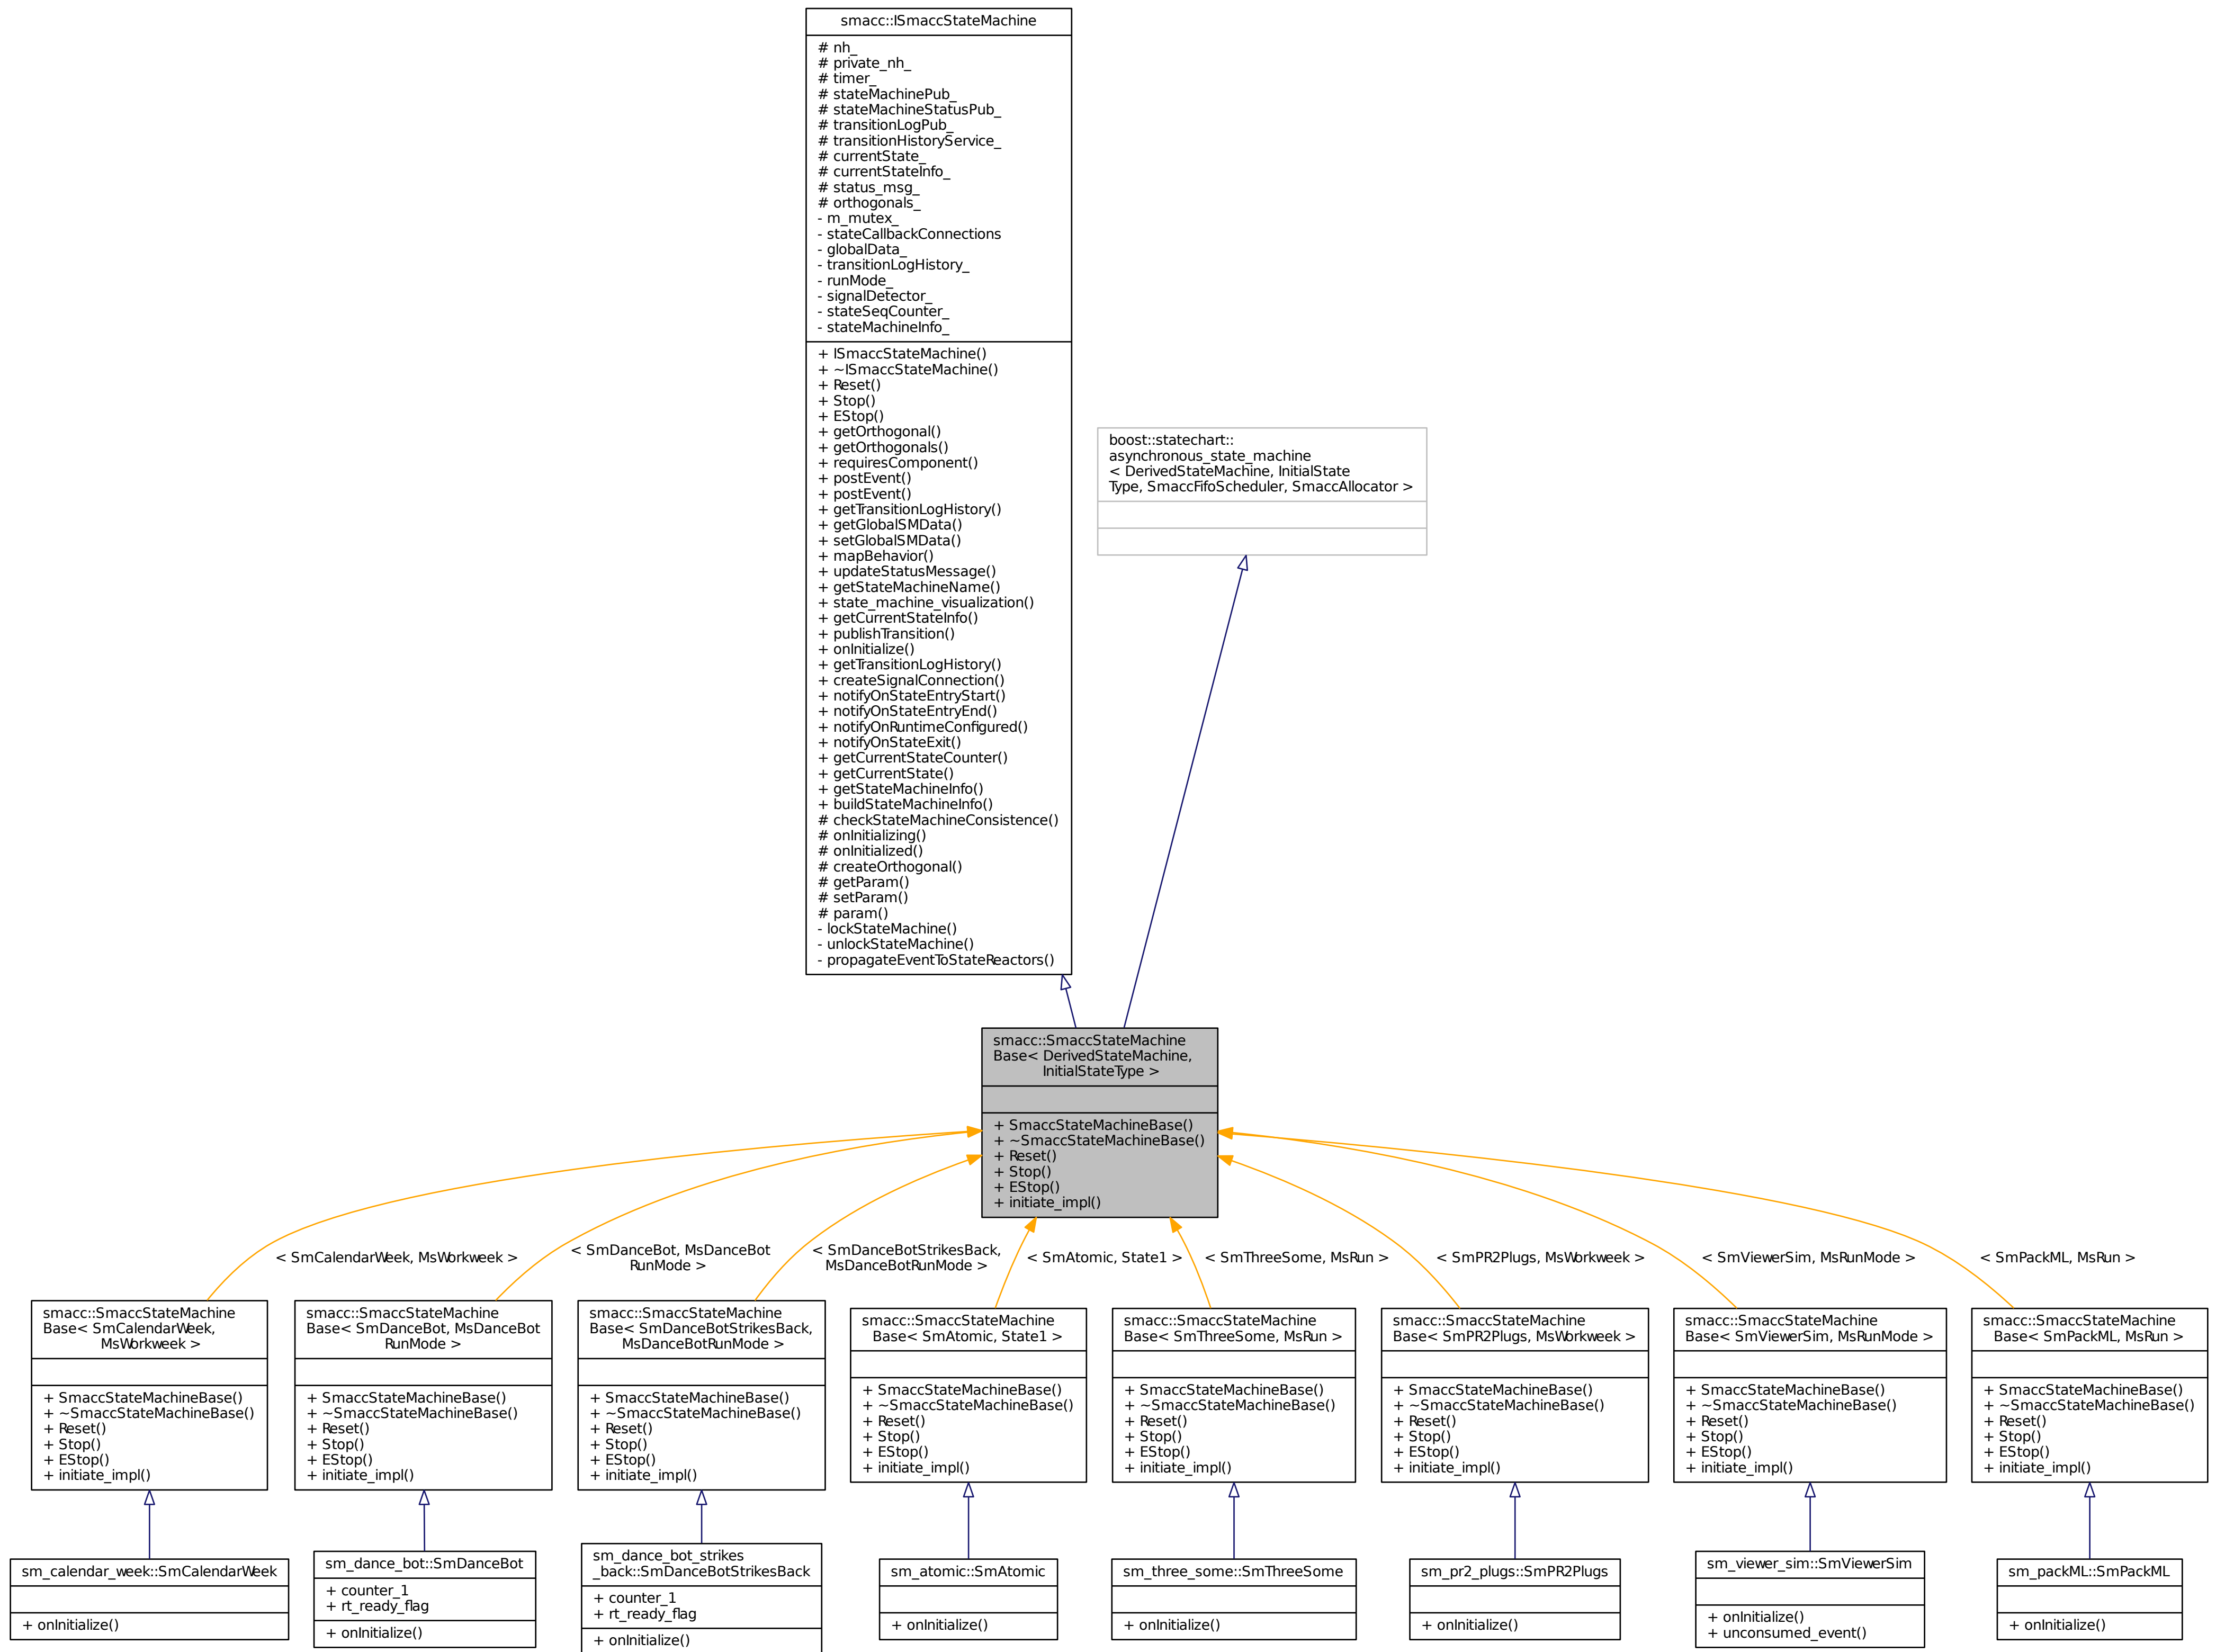 smacc::ISmaccStateMachine
# nh_
# private_nh_
# timer_
# stateMachinePub_
# stateMachineStatusPub_
# transitionLogPub_
# transitionHistoryService_
# currentState_
# currentStateInfo_
# status_msg_
# orthogonals_
- m_mutex_
- stateCallbackConnections
- globalData_
- transitionLogHistory_
- runMode_
- signalDetector_
- stateSeqCounter_
- stateMachineInfo_
+ ISmaccStateMachine()
+ ~ISmaccStateMachine()
+ Reset()
+ Stop()
+ EStop()
+ getOrthogonal()
+ getOrthogonals()
+ requiresComponent()
+ postEvent()
+ postEvent()
+ getTransitionLogHistory()
+ getGlobalSMData()
+ setGlobalSMData()
+ mapBehavior()
+ updateStatusMessage()
+ getStateMachineName()
+ state_machine_visualization()
+ getCurrentStateInfo()
+ publishTransition()
+ onInitialize()
+ getTransitionLogHistory()
+ createSignalConnection()
+ notifyOnStateEntryStart()
+ notifyOnStateEntryEnd()
+ notifyOnRuntimeConfigured()
+ notifyOnStateExit()
+ getCurrentStateCounter()
+ getCurrentState()
+ getStateMachineInfo()
+ buildStateMachineInfo()
# checkStateMachineConsistence()
# onInitializing()
# onInitialized()
# createOrthogonal()
# getParam()
# setParam()
# param()
- lockStateMachine()
- unlockStateMachine()
- propagateEventToStateReactors()
boost::statechart::
asynchronous_state_machine
< DerivedStateMachine, InitialState
Type, SmaccFifoScheduler, SmaccAllocator >
smacc::SmaccStateMachine
Base< DerivedStateMachine,
InitialStateType >
+ SmaccStateMachineBase()
+ ~SmaccStateMachineBase()
+ Reset()
+ Stop()
+ EStop()
+ initiate_impl()
< SmCalendarWeek, MsWorkweek >
< SmDanceBot, MsDanceBot
RunMode >
< SmDanceBotStrikesBack,
MsDanceBotRunMode >
< SmAtomic, State1 >
< SmThreeSome, MsRun >
< SmPR2Plugs, MsWorkweek >
< SmViewerSim, MsRunMode >
< SmPackML, MsRun >
smacc::SmaccStateMachine
Base< SmCalendarWeek,
MsWorkweek >
+ SmaccStateMachineBase()
+ ~SmaccStateMachineBase()
+ Reset()
+ Stop()
+ EStop()
+ initiate_impl()
smacc::SmaccStateMachine
Base< SmDanceBot, MsDanceBot
RunMode >
+ SmaccStateMachineBase()
+ ~SmaccStateMachineBase()
+ Reset()
+ Stop()
+ EStop()
+ initiate_impl()
smacc::SmaccStateMachine
Base< SmDanceBotStrikesBack,
MsDanceBotRunMode >
+ SmaccStateMachineBase()
+ ~SmaccStateMachineBase()
+ Reset()
+ Stop()
+ EStop()
+ initiate_impl()
smacc::SmaccStateMachine
Base< SmAtomic, State1 >
+ SmaccStateMachineBase()
+ ~SmaccStateMachineBase()
+ Reset()
+ Stop()
+ EStop()
+ initiate_impl()
smacc::SmaccStateMachine
Base< SmThreeSome, MsRun >
+ SmaccStateMachineBase()
+ ~SmaccStateMachineBase()
+ Reset()
+ Stop()
+ EStop()
+ initiate_impl()
smacc::SmaccStateMachine
Base< SmPR2Plugs, MsWorkweek >
+ SmaccStateMachineBase()
+ ~SmaccStateMachineBase()
+ Reset()
+ Stop()
+ EStop()
+ initiate_impl()
smacc::SmaccStateMachine
Base< SmViewerSim, MsRunMode >
+ SmaccStateMachineBase()
+ ~SmaccStateMachineBase()
+ Reset()
+ Stop()
+ EStop()
+ initiate_impl()
smacc::SmaccStateMachine
Base< SmPackML, MsRun >
+ SmaccStateMachineBase()
+ ~SmaccStateMachineBase()
+ Reset()
+ Stop()
+ EStop()
+ initiate_impl()
sm_calendar_week::SmCalendarWeek
+ onInitialize()
sm_dance_bot::SmDanceBot
+ counter_1
+ rt_ready_flag
+ onInitialize()
sm_dance_bot_strikes
_back::SmDanceBotStrikesBack
+ counter_1
+ rt_ready_flag
+ onInitialize()
sm_atomic::SmAtomic
+ onInitialize()
sm_three_some::SmThreeSome
+ onInitialize()
sm_pr2_plugs::SmPR2Plugs
+ onInitialize()
sm_viewer_sim::SmViewerSim
+ onInitialize()
+ unconsumed_event()
sm_packML::SmPackML
+ onInitialize()